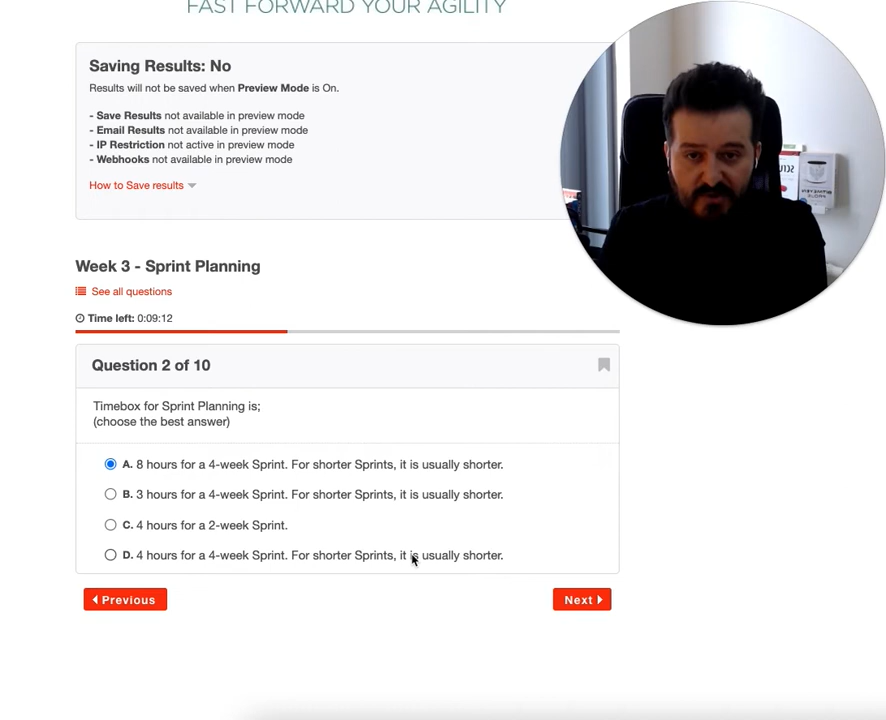 FAST FORWARD YOUR AGILITY
Saving Results: No
Results will not be saved when Preview Mode is On.
- Save Results not available in preview mode
- Email Results not available in preview mode
- IP Restriction not active in preview mode
- Webhooks not available in preview mode
How to Save results
Week 3 - Sprint Planning
See all questions
Time left: 0:09:12
Question 2 of 10
Timebox for Sprint Planning is;
(choose the best answer)
A. 8 hours for a 4-week Sprint. For shorter Sprints, it is usually shorter.
B. 3 hours for a 4-week Sprint. For shorter Sprints, it is usually shorter.
C. 4 hours for a 2-week Sprint.
D. 4 hours for a 4-week Sprint. For shorter Sprints, it is usually shorter.
Previous
Next